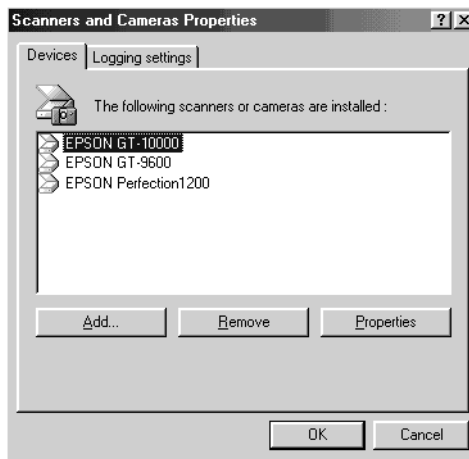 Scanners and Cameras Properties
Devices Logging settings
The following scanners or cameras are installed :
EPSON GT-10000
EPSON GT-9600
EPSON Perfection1200
Add... Remove Properties
OK Cancel